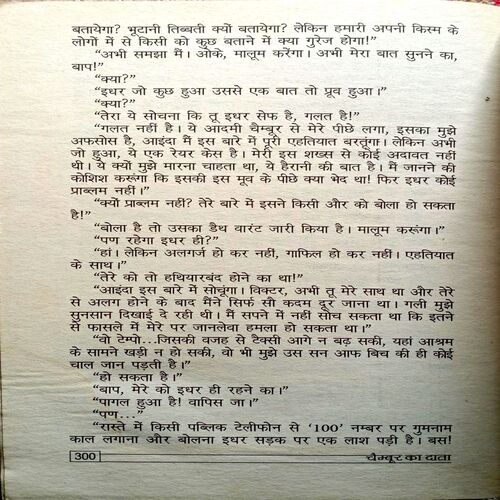 बतायेगा? भूटानी तिब्बती क्यों बतायेगा? लेकिन हमारी अपनी किस्म के
लोगों में से किसी को कुछ बताने में क्या गुरेज होगा!”
“अभी समझा मैं। ओके, मालूम करेंगा। अभी मेरा बात सुनने का,
बाप!”
“क्या?”
“इधर जो कुछ हुआ उससे एक बात तो प्रूव हुआ।”
“क्या?”
“तेरा ये सोचना कि तू इधर सेफ है, गलत है!”
“गलत नहीं है। ये आदमी चैम्बूर से मेरे पीछे लगा, इसका मुझे
अफसोस है, आइंदा मैं इस बारे में पूरी एहतियात बरतूंगा। लेकिन अभी
जो हुआ, ये एक रेयर केस है। मेरी इस शख्स से कोई अदावत नहीं
थी। ये क्यों मुझे मारना चाहता था, ये हैरानी की बात है। मैं जानने की
कोशिश करूंगा कि इसकी इस मूव के पीछे क्या भेद था! फिर इधर कोई
प्राब्लम नहीं।”
“क्यों प्राब्लम नहीं? तेरे बारे में इसने किसी और को बोला हो सकता
है!”
“बोला है तो उसका डैथ वारंट जारी किया है। मालूम करूंगा।”
“पण रहेगा इधर ही?”
“हां। लेकिन अलगर्ज हो कर नहीं, गाफिल हो कर नहीं। एहतियात
के साथ।”
“तेरे को तो हथियारबंद होने का था!”
“आइंदा इस बारे में सोचूंगा। विक्टर, अभी तू मेरे साथ था और तेरे
से अलग होने के बाद मैंने सिर्फ सौ कदम दूर जाना था। गली मुझे
सुनसान दिखाई दे रही थी। मैं सपने में नहीं सोच सकता था कि इतने
से फासले में मेरे पर जानलेवा हमला हो सकता था।”
“वो टेम्पो...जिसकी वजह से टैक्सी आगे न बढ़ सकी, यहां आश्रम
के सामने खड़ी न हो सकी, वो भी मुझे उस सन आफ बिच की ही कोई
चाल जान पड़ती है।”
“हो सकता है।”
“बाप, मेरे को इधर ही रहने का।”
“पागल हुआ है! वापिस जा।”
“पण...”
“रास्ते में किसी पब्लिक टेलीफोन से ‘100’ नम्बर पर गुमनाम
काल लगाना और बोलना इधर सड़क पर एक लाश पड़ी है। बस!
300 चैम्बूर का दाता